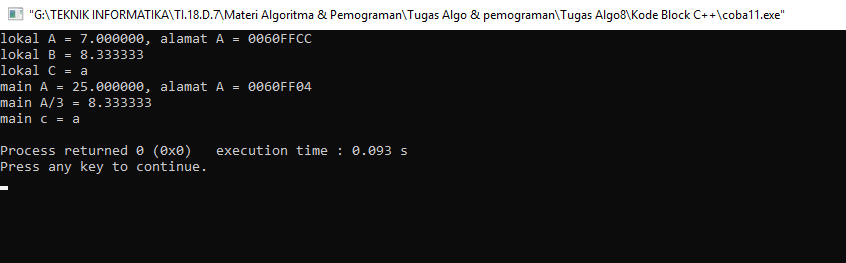 "G:\TEKNIK INFORMATIKA\TI.18.D.7\Materi Algoritma & Pemograman\Tugas Algo & pemograman\Tugas Algo8\Kode Block C++\coba11.exe"
lokal A = 7.000000, alamat A = 0060FFCC
lokal B = 8.333333
lokal C = a
main A = 25.000000, alamat A = 0060FF04
main A/3 = 8.333333
main c = a
Process returned 0 (0x0)   execution time : 0.093 s
Press any key to continue.